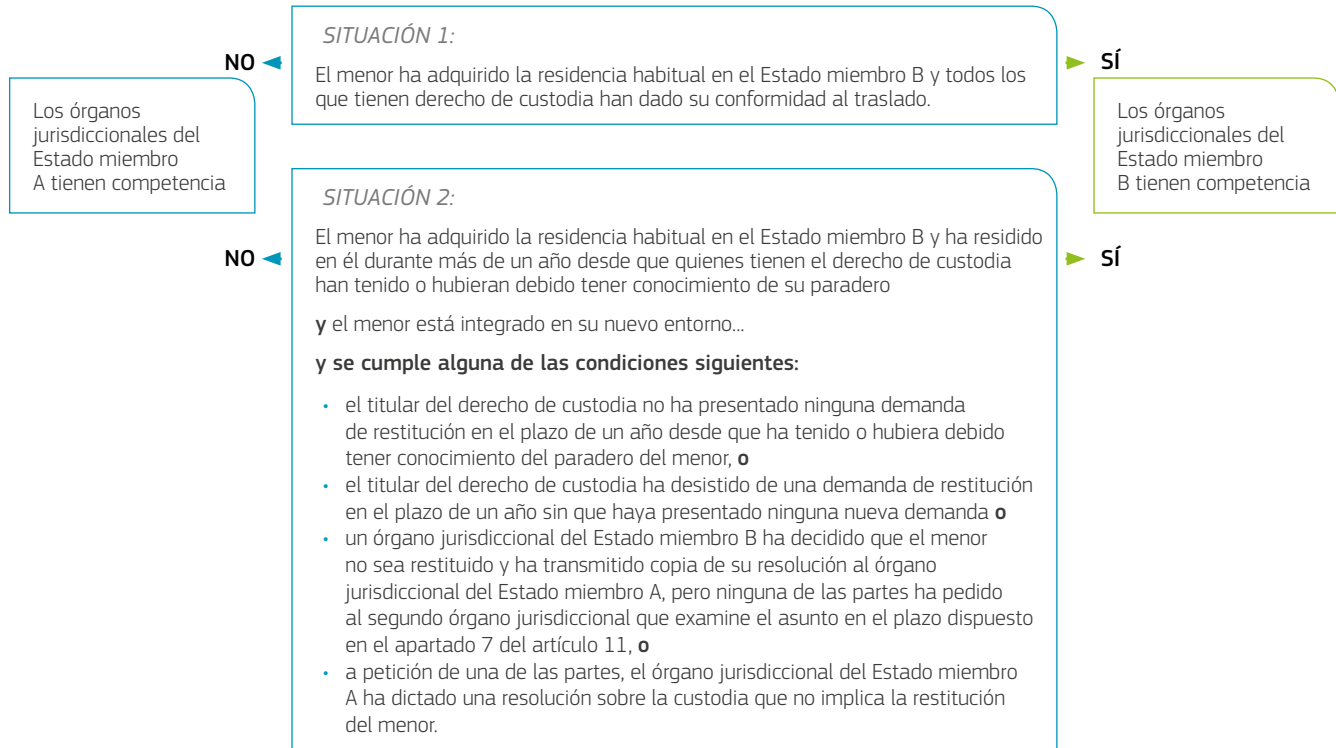 SITUACIÓN 1:
NO
SÍ
El menor ha adquirido la residencia habitual en el Estado miembro B y todos los
que tienen derecho de custodia han dado su conformidad al traslado.
Los órganos
jurisdiccionales del
Estado miembro
A tienen competencia
Los órganos
jurisdiccionales del
Estado miembro
B tienen competencia
SITUACIÓN 2:
NO
SÍ
El menor ha adquirido la residencia habitual en el Estado miembro B y ha residido
en él durante más de un año desde que quienes tienen el derecho de custodia
han tenido o hubieran debido tener conocimiento de su paradero
y el menor está integrado en su nuevo entorno...
y se cumple alguna de las condiciones siguientes:
• el titular del derecho de custodia no ha presentado ninguna demanda
de restitución en el plazo de un año desde que ha tenido o hubiera debido
tener conocimiento del paradero del menor, o
• el titular del derecho de custodia ha desistido de una demanda de restitución
en el plazo de un año sin que haya presentado ninguna nueva demanda o
• un órgano jurisdiccional del Estado miembro B ha decidido que el menor
no sea restituido y ha transmitido copia de su resolución al órgano
jurisdiccional del Estado miembro A, pero ninguna de las partes ha pedido
al segundo órgano jurisdiccional que examine el asunto en el plazo dispuesto
en el apartado 7 del artículo 11, o
• a petición de una de las partes, el órgano jurisdiccional del Estado miembro
A ha dictado una resolución sobre la custodia que no implica la restitución
del menor.